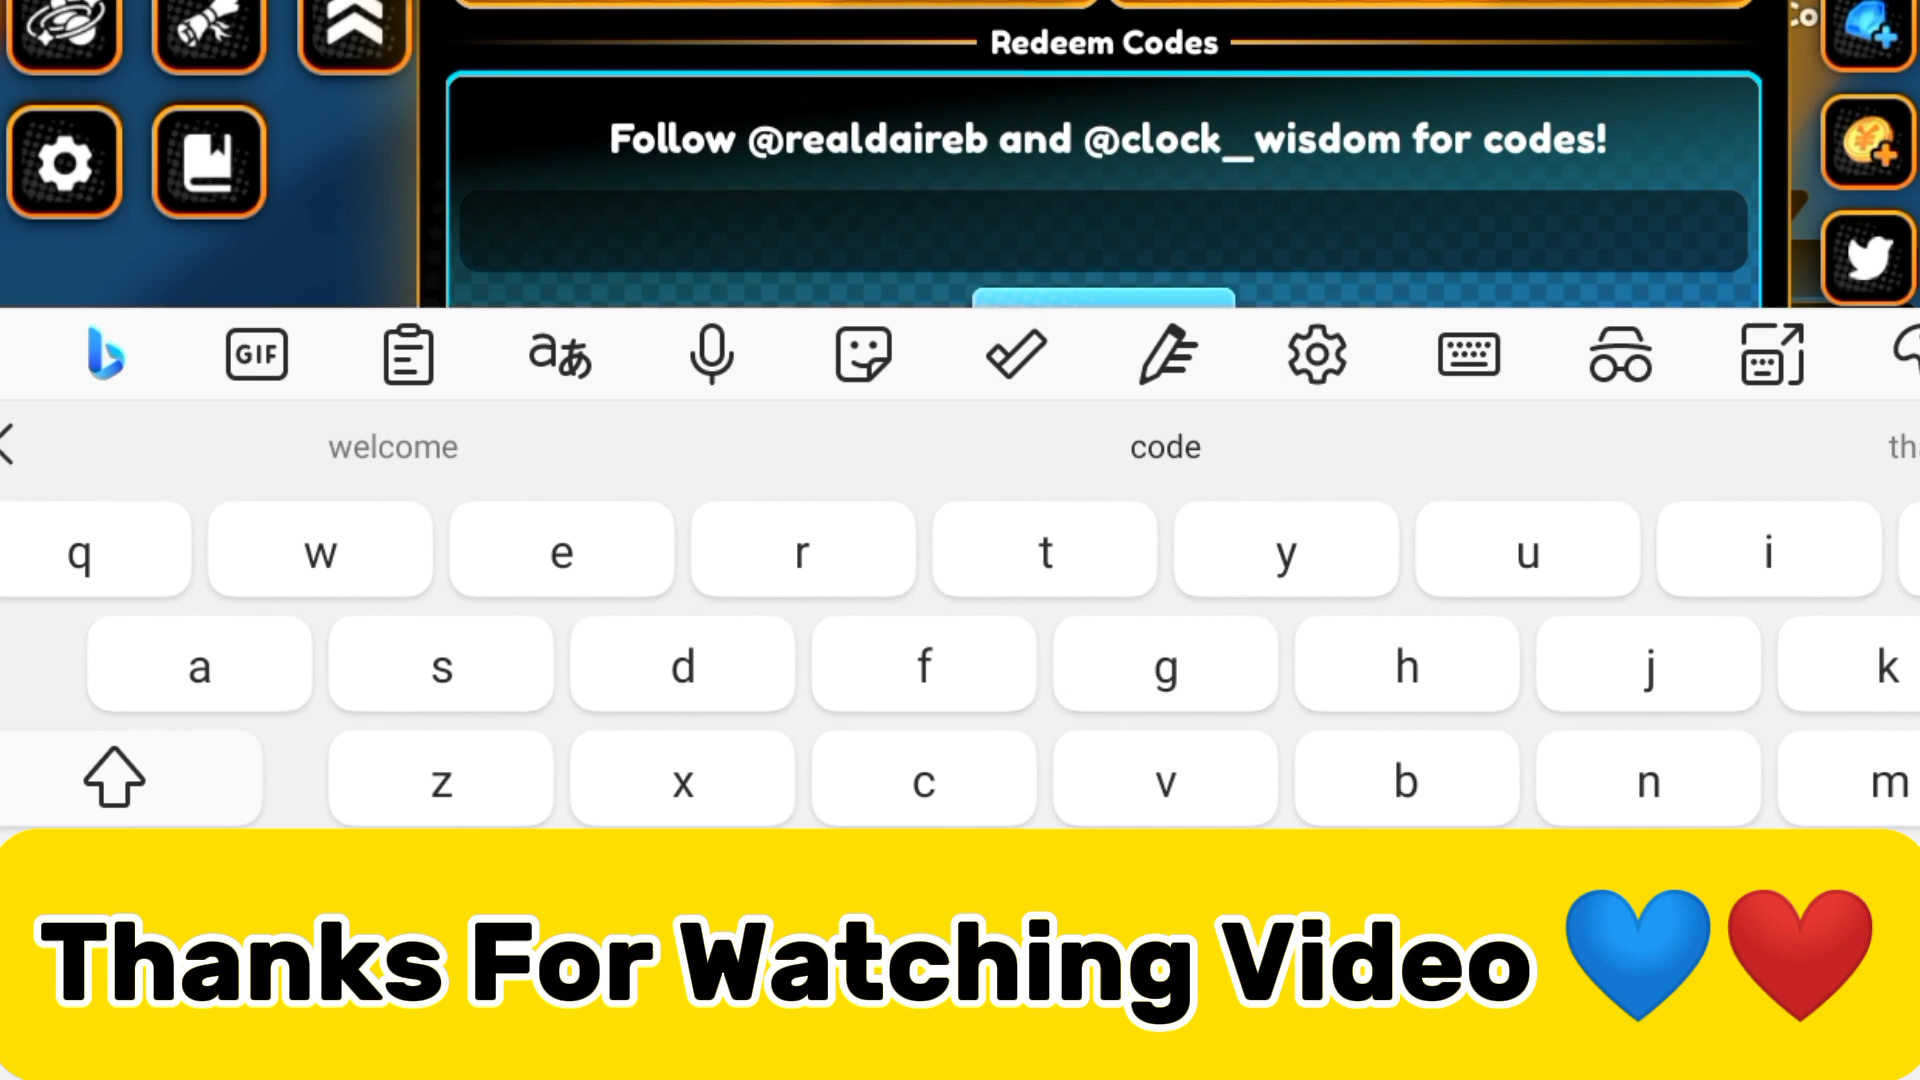 Redeem Codes
Follow @realdaireb and @clock_wisdom for codes!
GIF
aあ
welcome code
q w e r t y u i
a s d f g h j k
z x c v b n m
Thanks For Watching Video 💙❤️